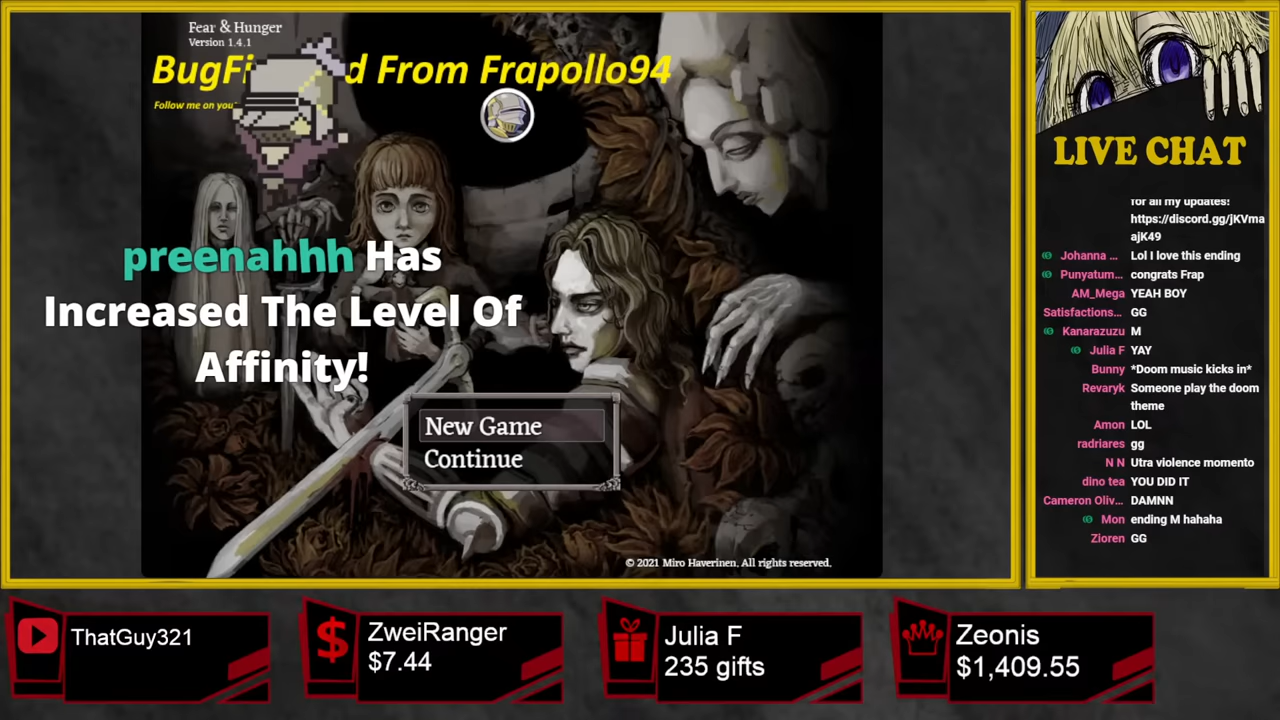 Fear & Hunger
Version 1.4.1
From Frapollo94
Follow me on
preenahhh Has
Increased The Level Of
Affinity!
New Game
Continue
© 2021 Miro Haverinen, All rights reserved.
LIVE CHAT
for all my updates!
https://discord.gg/jKVma
ajK49
Johanna ... Lol I love this ending
Punyatum... congrats Frap
AM_Mega YEAH BOY
Satisfactions... GG
Kanarazuzu M
Julia F YAY
Bunny *Doom music kicks in*
Revaryk Someone play the doom
theme
Amon LOL
radriares gg
N N Utra violence momento
dino tea YOU DID IT
Cameron Oliv... DAMNN
Mon ending M hahaha
Zioren GG
ThatGuy321
ZweiRanger
$7.44
Julia F
235 gifts
Zeonis
$1,409.55